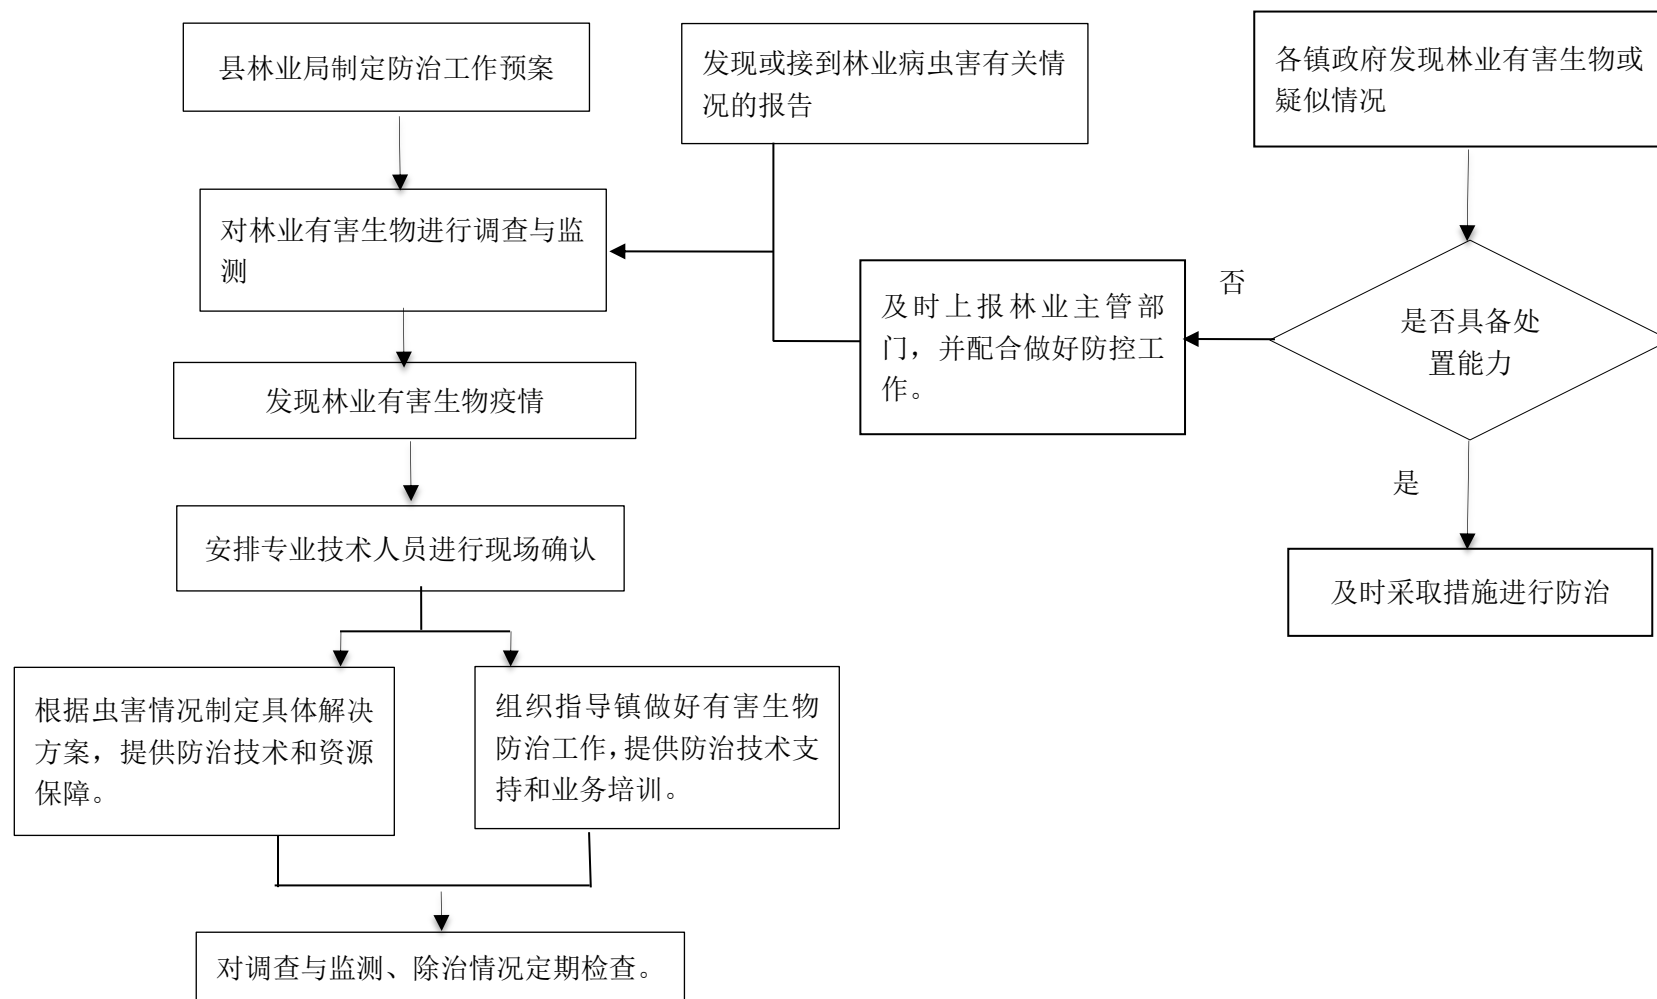 县林业局制定防治工作预案
发现或接到林业病虫害有关情
况的报告
各镇政府发现林业有害生物或
疑似情况
对林业有害生物进行调查与监
测
及时上报林业主管部
门，并配合做好防控工
作。
否
是否具备处
置能力
发现林业有害生物疫情
是
安排专业技术人员进行现场确认
及时采取措施进行防治
根据虫害情况制定具体解决
方案，提供防治技术和资源
保障。
组织指导镇做好有害生物
防治工作，提供防治技术支
持和业务培训。
对调查与监测、除治情况定期检查。